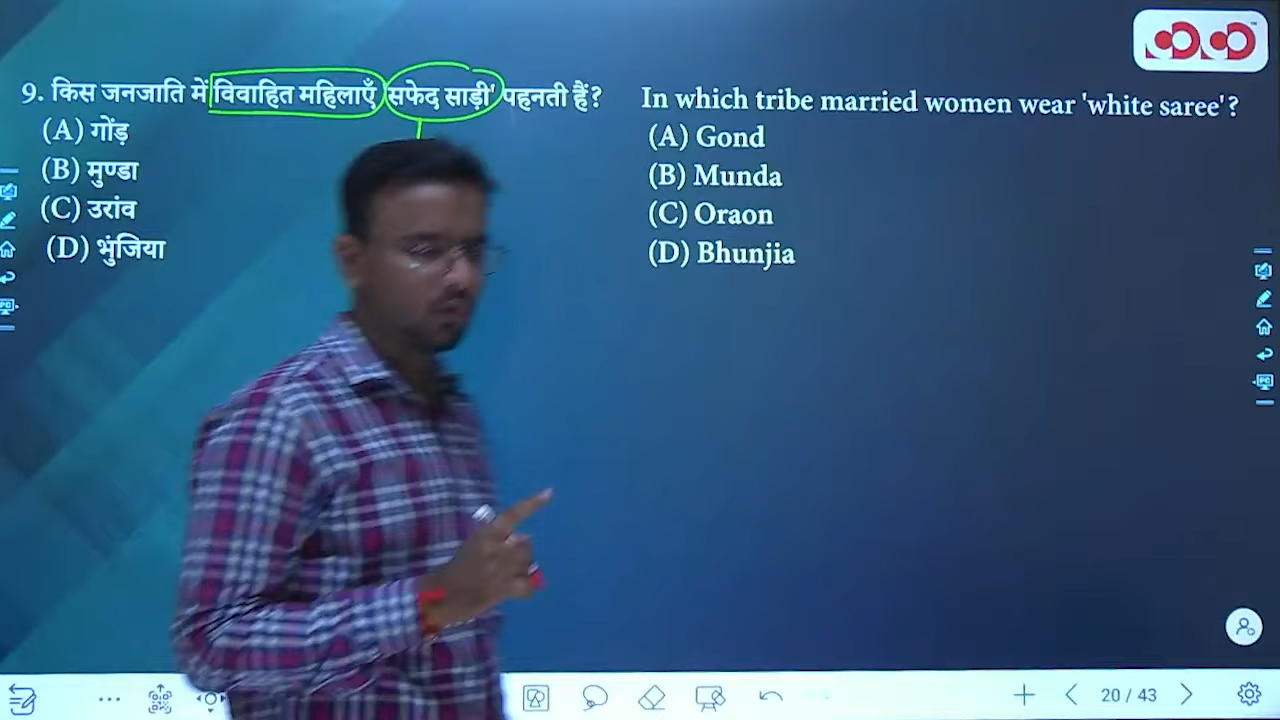 9. किस जनजाति में विवाहित महिलाएँ 'सफेद साड़ी' पहनती हैं?
(A) गोंड़
(B) मुण्डा
(C) उरांव
(D) भुंजिया
In which tribe married women wear 'white saree'?
(A) Gond
(B) Munda
(C) Oraon
(D) Bhunjia
20 / 43